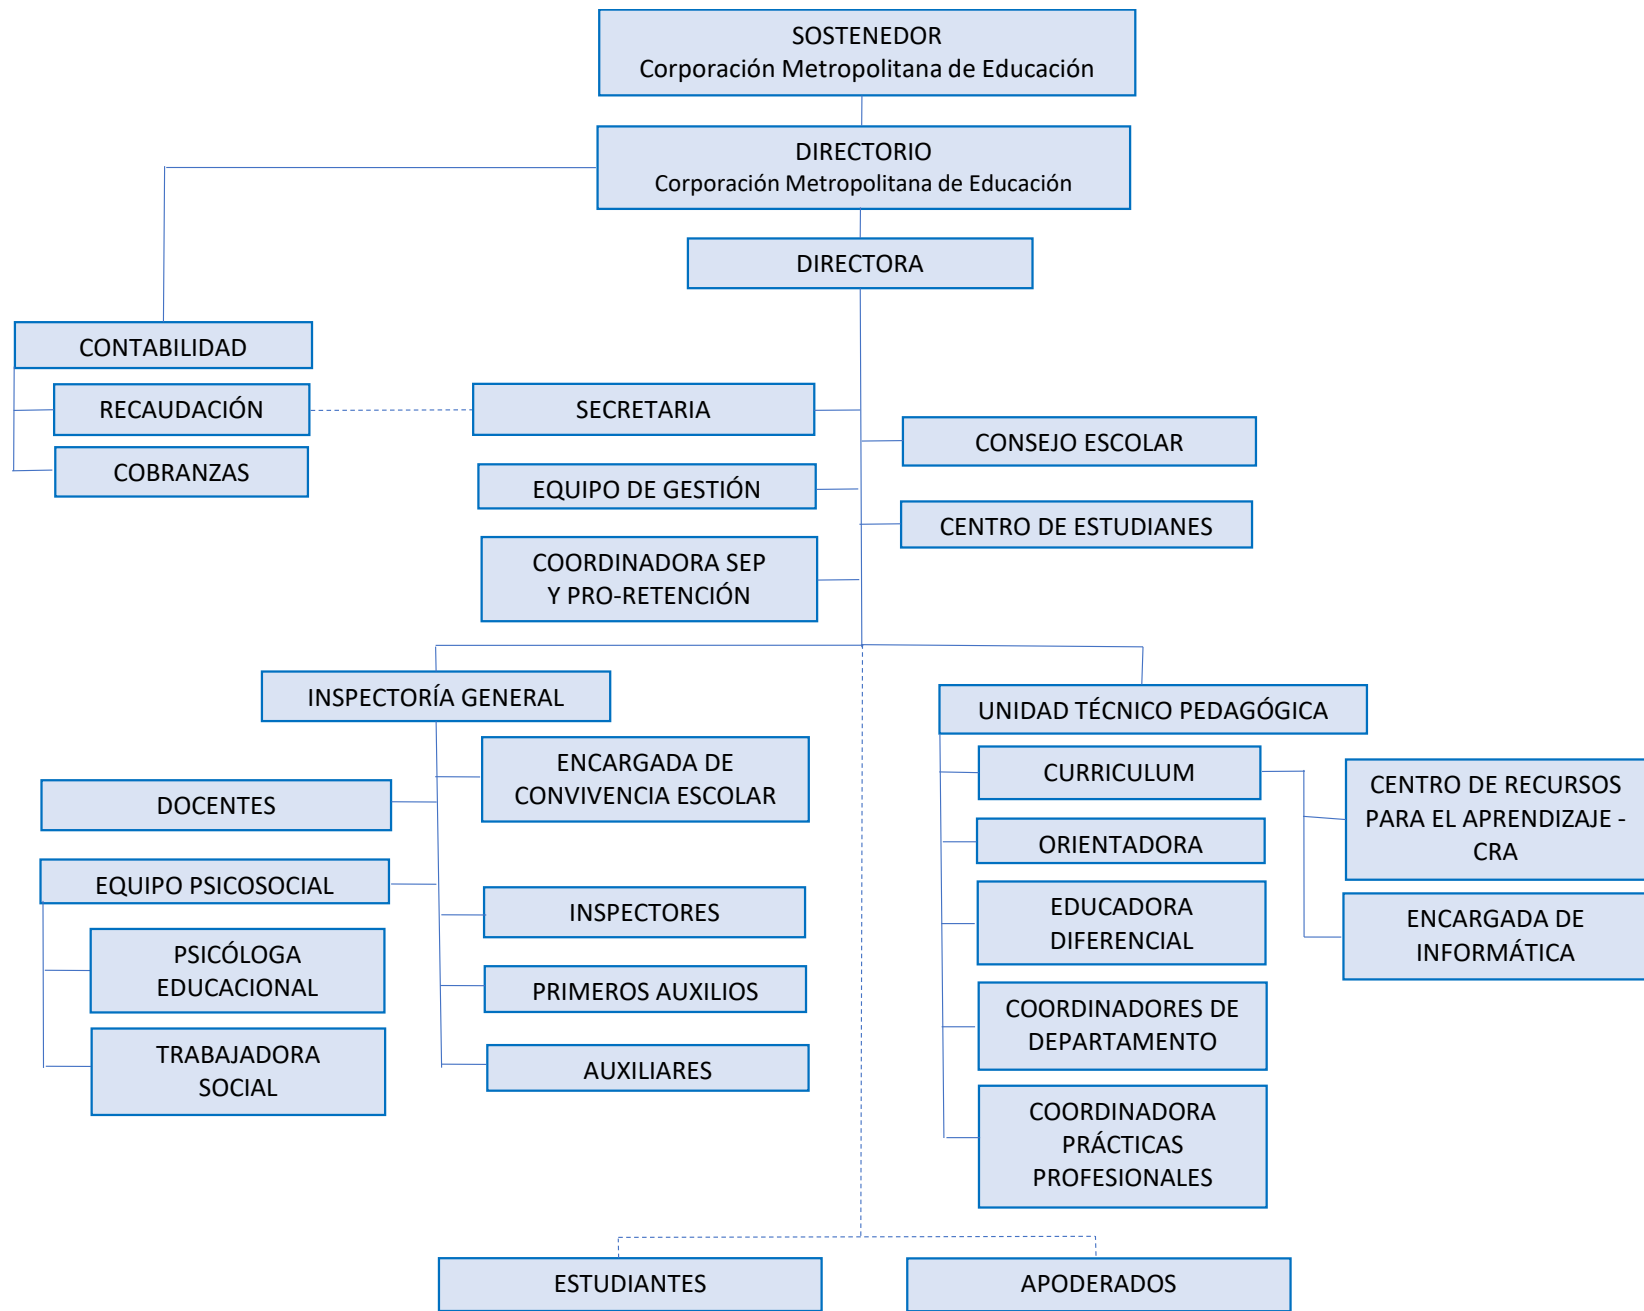 SOSTENEDOR
Corporación Metropolitana de Educación
DIRECTORIO
Corporación Metropolitana de Educación
DIRECTORA
CONTABILIDAD
RECAUDACIÓN
COBRANZAS
SECRETARIA
EQUIPO DE GESTIÓN
COORDINADORA SEP
Y PRO-RETENCIÓN
CONSEJO ESCOLAR
CENTRO DE ESTUDIANES
INSPECTORÍA GENERAL
ENCARGADA DE
CONVIVENCIA ESCOLAR
DOCENTES
EQUIPO PSICOSOCIAL
PSICÓLOGA
EDUCACIONAL
TRABAJADORA
SOCIAL
INSPECTORES
PRIMEROS AUXILIOS
AUXILIARES
UNIDAD TÉCNICO PEDAGÓGICA
CURRICULUM
ORIENTADORA
EDUCADORA
DIFERENCIAL
COORDINADORES DE
DEPARTAMENTO
COORDINADORA
PRÁCTICAS
PROFESIONALES
CENTRO DE RECURSOS
PARA EL APRENDIZAJE -
CRA
ENCARGADA DE
INFORMÁTICA
ESTUDIANTES
APODERADOS